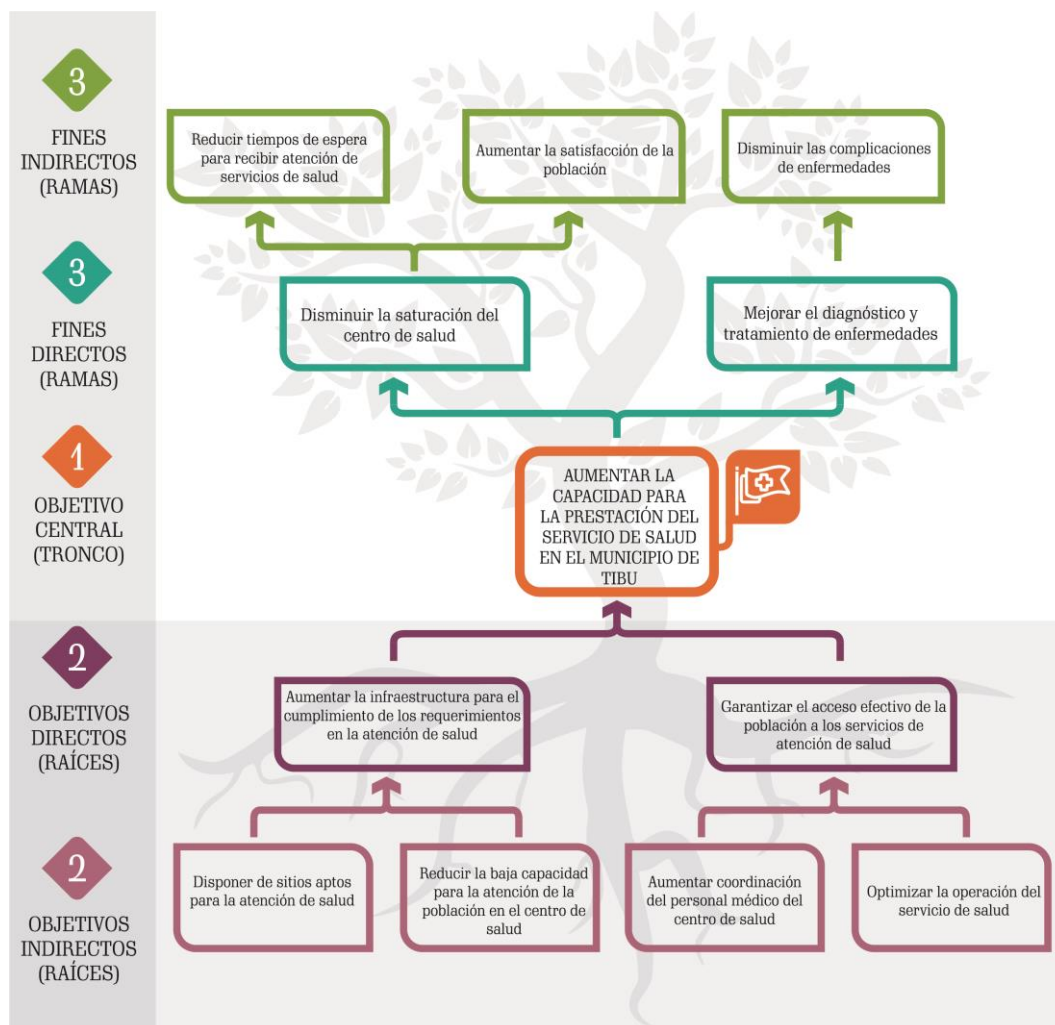 3
FINES
INDIRECTOS
(RAMAS)
Reducir tiempos de espera
para recibir atención de
servicios de salud
Aumentar la satisfacción de la
población
Disminuir las complicaciones
de enfermedades
3
FINES
DIRECTOS
(RAMAS)
Disminuir la saturación del
centro de salud
Mejorar el diagnóstico y
tratamiento de enfermedades
1
OBJETIVO
CENTRAL
(TRONCO)
AUMENTAR LA
CAPACIDAD PARA
LA PRESTACIÓN DEL
SERVICIO DE SALUD
EN EL MUNICIPIO DE
TIBU
2
OBJETIVOS
DIRECTOS
(RAÍCES)
Aumentar la infraestructura para el
cumplimiento de los requerimientos
en la atención de salud
Garantizar el acceso efectivo de la
población a los servicios de
atención de salud
2
OBJETIVOS
INDIRECTOS
(RAÍCES)
Disponer de sitios aptos
para la atención de salud
Reducir la baja capacidad
para la atención de la
población en el centro de
salud
Aumentar coordinación
del personal médico del
centro de salud
Optimizar la operación del
servicio de salud